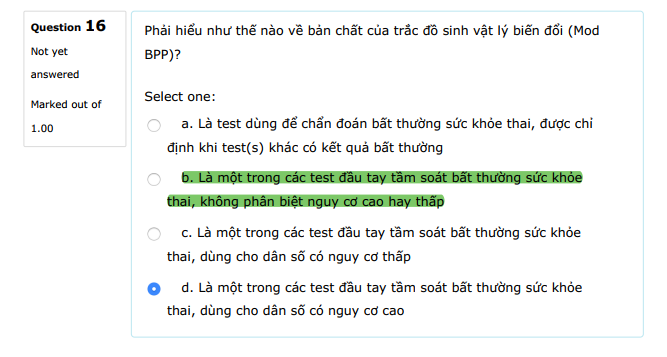 Question 16
Not yet
answered
Marked out of
1.00
Phải hiểu như thế nào về bản chất của trắc đồ sinh vật lý biến đổi (Mod
BPP)?
Select one:
a. Là test dùng để chẩn đoán bất thường sức khỏe thai, được chỉ
định khi test(s) khác có kết quả bất thường
b. Là một trong các test đầu tay tầm soát bất thường sức khỏe
thai, không phân biệt nguy cơ cao hay thấp
c. Là một trong các test đầu tay tầm soát bất thường sức khỏe
thai, dùng cho dân số có nguy cơ thấp
d. Là một trong các test đầu tay tầm soát bất thường sức khỏe
thai, dùng cho dân số có nguy cơ cao